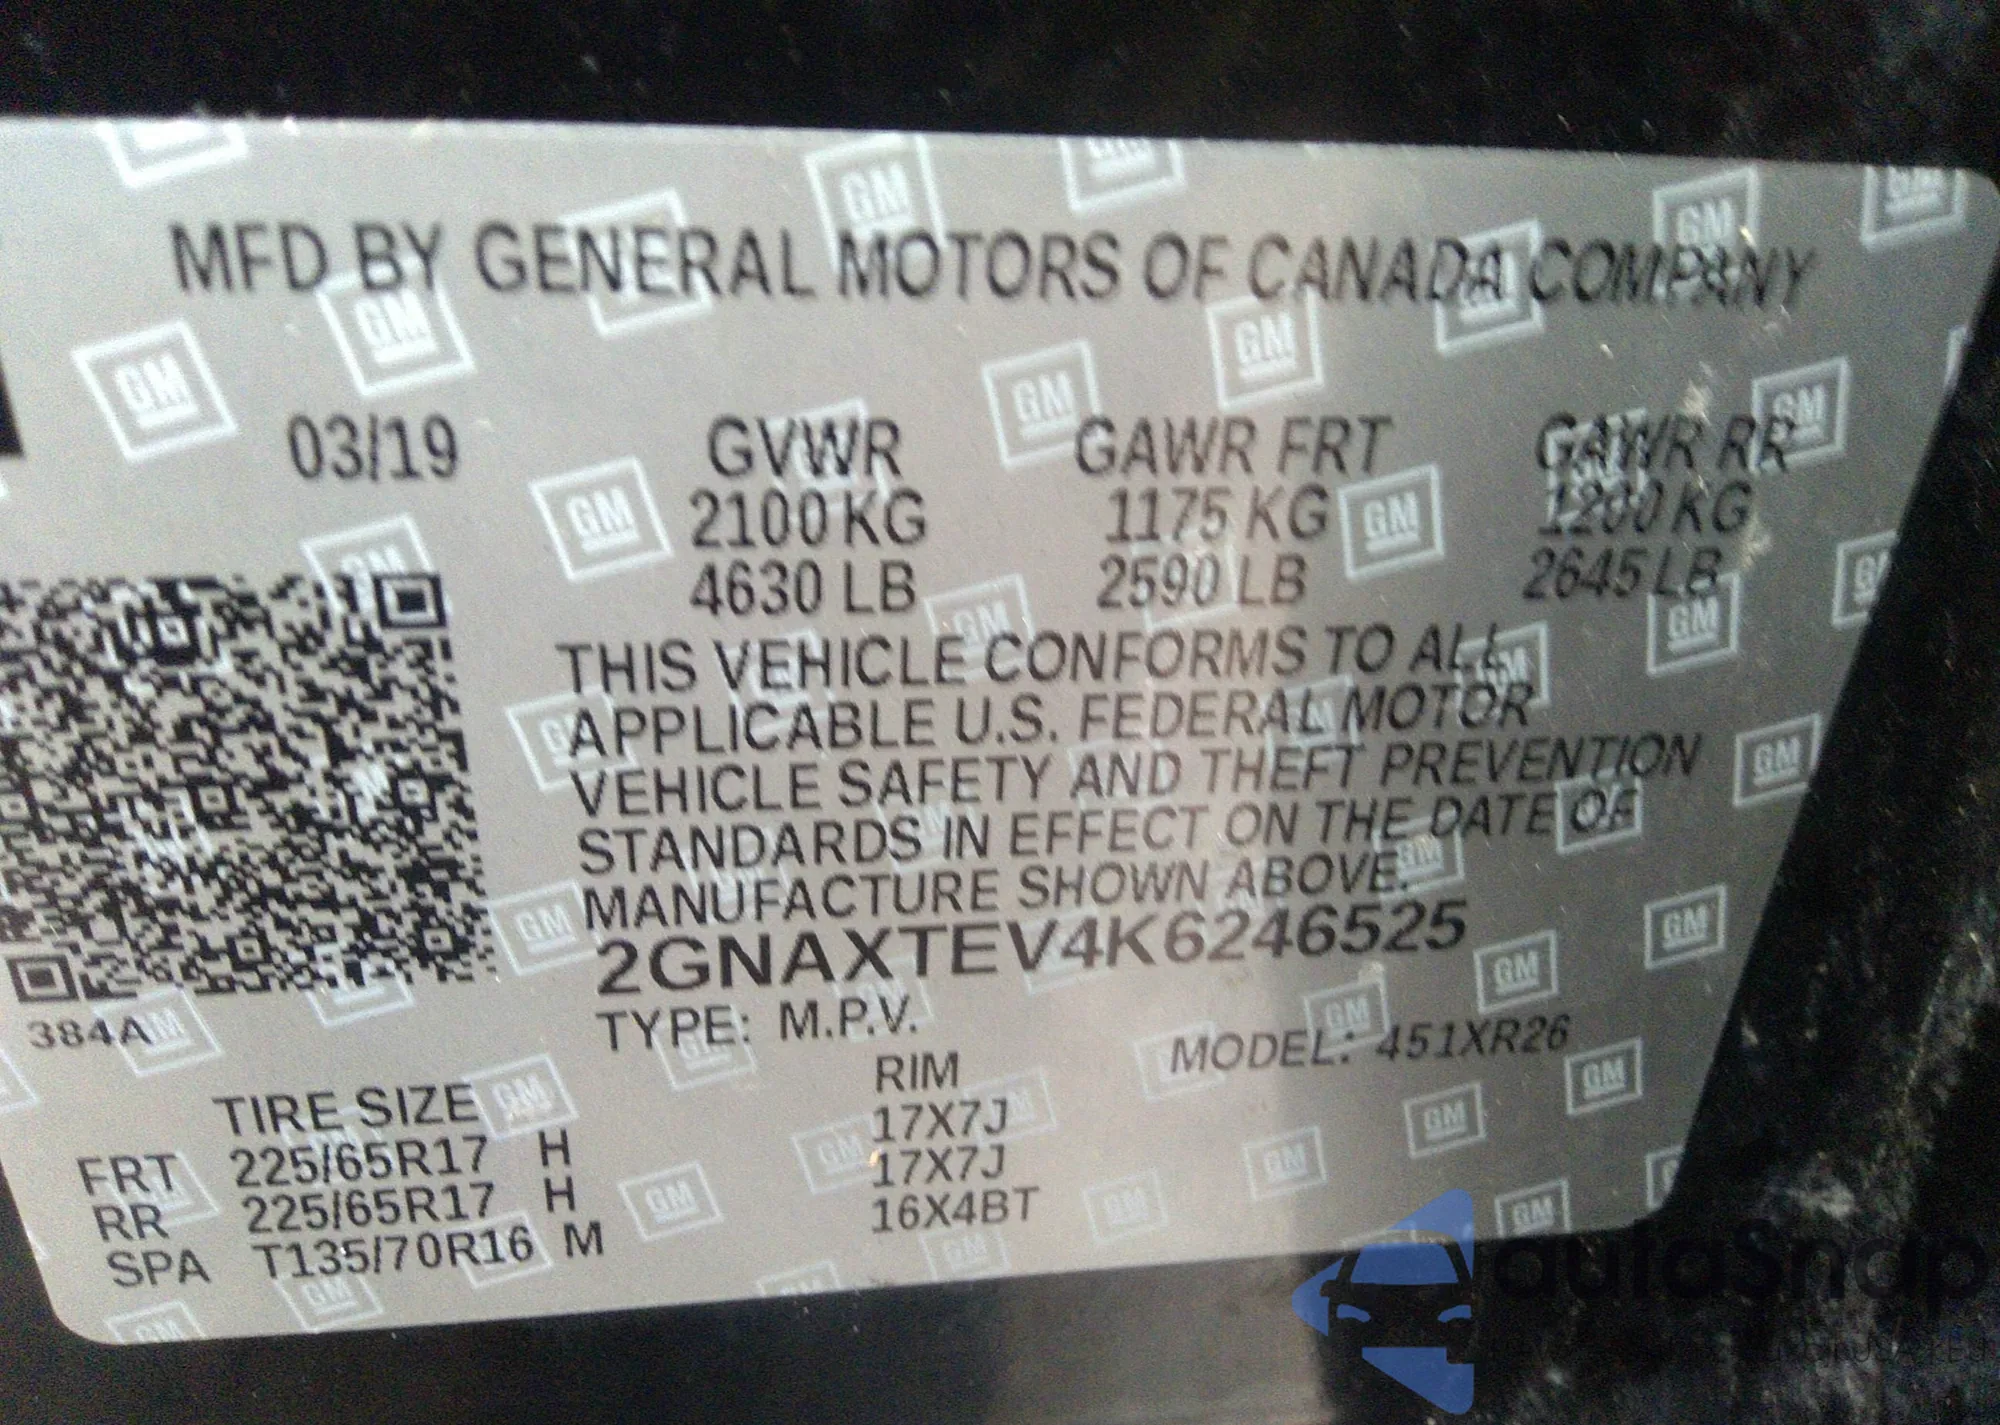 MFD BY GENERAL MOTORS OF CANADA COMPANY
03/19 GVWR GAWR FRT GAWR RR
2100 KG 1175 KG 1200 KG
4630 LB 2590 LB 2645 LB
THIS VEHICLE CONFORMS TO ALL
APPLICABLE U.S. FEDERAL MOTOR
VEHICLE SAFETY AND THEFT PREVENTION
STANDARDS IN EFFECT ON THE DATE OF
MANUFACTURE SHOWN ABOVE.
2GNAXTEV4K6246525
384A
TYPE: M.P.V. MODEL: 451XR26
TIRE SIZE RIM
FRT 225/65R17 H 17X7J
RR 225/65R17 H 17X7J
SPA T135/70R16 M 16X4BT
GM
autoSnap